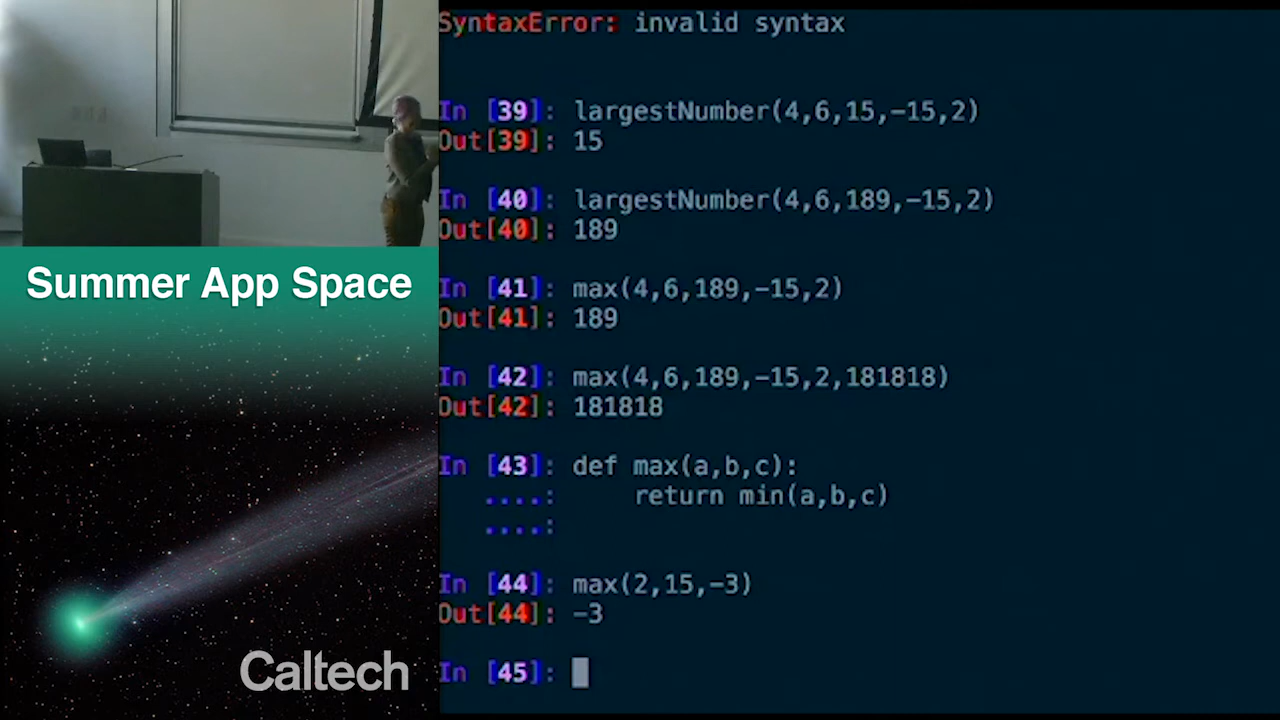 Summer App Space
Caltech
SyntaxError: invalid syntax
In [39]: largestNumber(4,6,15,-15,2)
Out[39]: 15
In [40]: largestNumber(4,6,189,-15,2)
Out[40]: 189
In [41]: max(4,6,189,-15,2)
Out[41]: 189
In [42]: max(4,6,189,-15,2,181818)
Out[42]: 181818
In [43]: def max(a,b,c):
....: return min(a,b,c)
....:
In [44]: max(2,15,-3)
Out[44]: -3
In [45]: